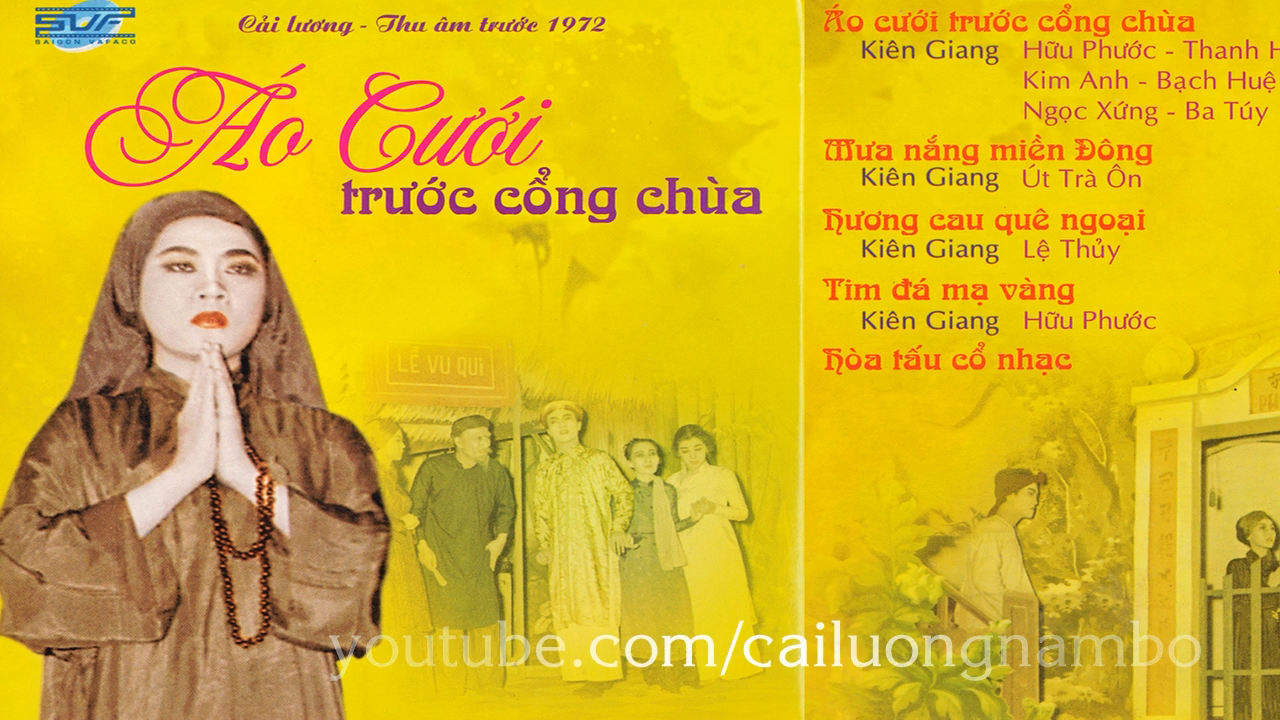 SVF
SAIGON VAFACO
Cải lương - Thu âm trước 1972
Áo Cưới
trước cổng chùa
LỄ VU QUI
Áo cưới trước cổng chùa
Kiên Giang Hữu Phước - Thanh H
Kim Anh - Bạch Huệ
Ngọc Xứng - Ba Túy
Mưa nắng miền Đông
Kiên Giang Út Trà Ôn
Hương cau quê ngoại
Kiên Giang Lệ Thủy
Tim đá mạ vàng
Kiên Giang Hữu Phước
Hòa tấu cổ nhạc
youtube.com/cailuongnambo